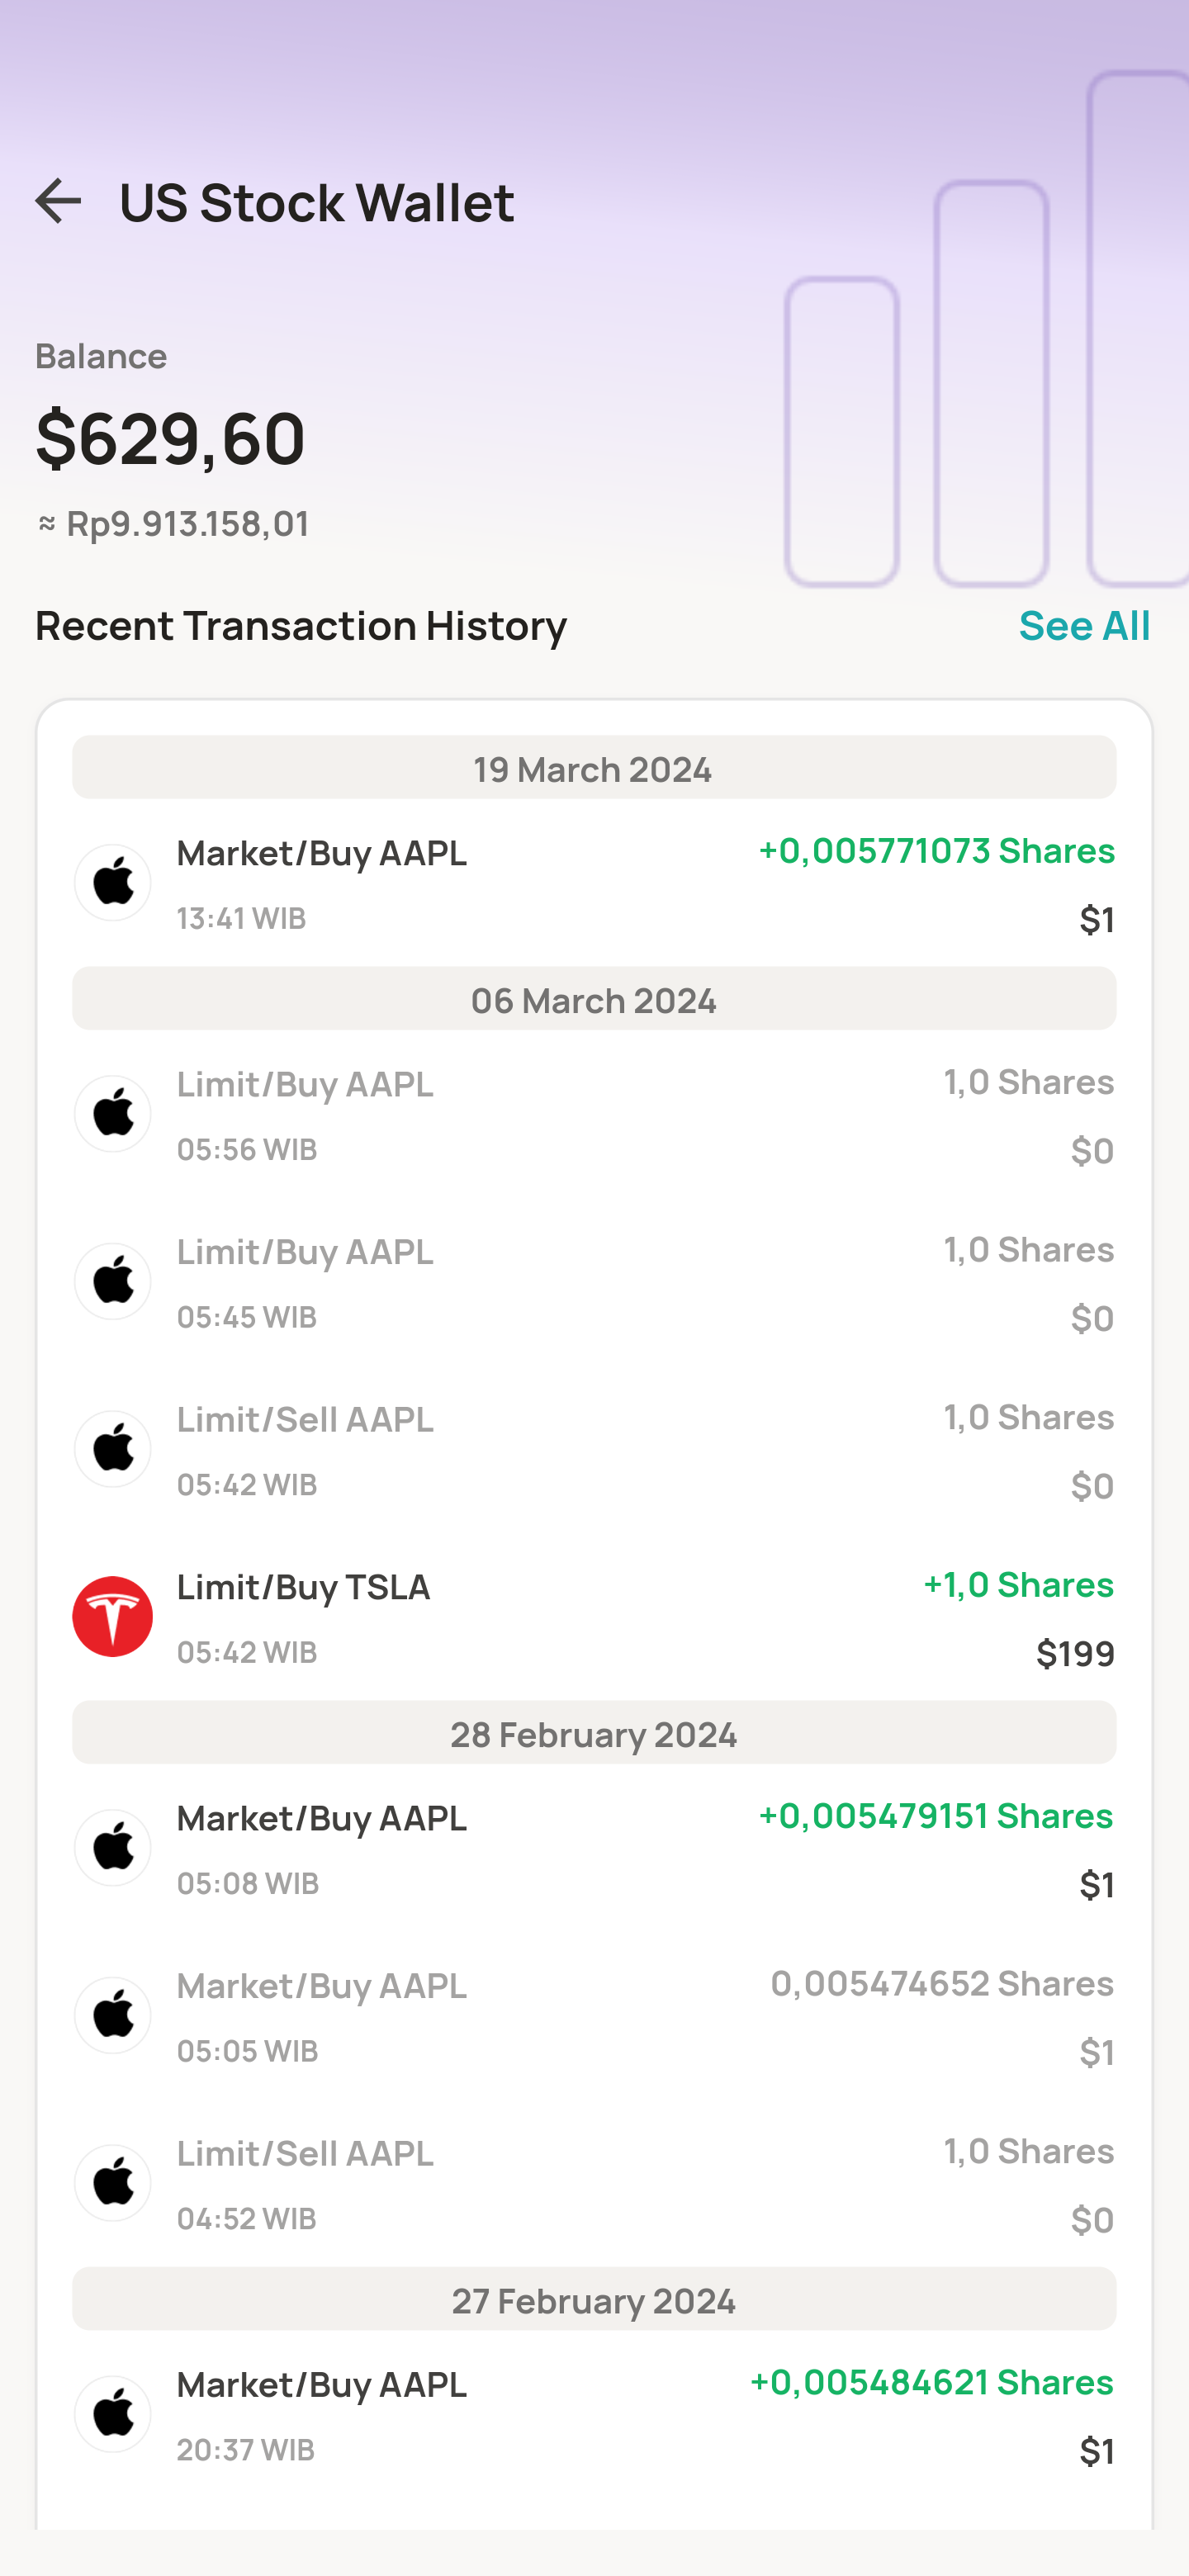 US Stock Wallet
Balance
$629,60
≈ Rp9.913.158,01
Recent Transaction History See All
19 March 2024
Market/Buy AAPL +0,005771073 Shares
13:41 WIB $1
06 March 2024
Limit/Buy AAPL 1,0 Shares
05:56 WIB $0
Limit/Buy AAPL 1,0 Shares
05:45 WIB $0
Limit/Sell AAPL 1,0 Shares
05:42 WIB $0
Limit/Buy TSLA +1,0 Shares
05:42 WIB $199
28 February 2024
Market/Buy AAPL +0,005479151 Shares
05:08 WIB $1
Market/Buy AAPL 0,005474652 Shares
05:05 WIB $1
Limit/Sell AAPL 1,0 Shares
04:52 WIB $0
27 February 2024
Market/Buy AAPL +0,005484621 Shares
20:37 WIB $1